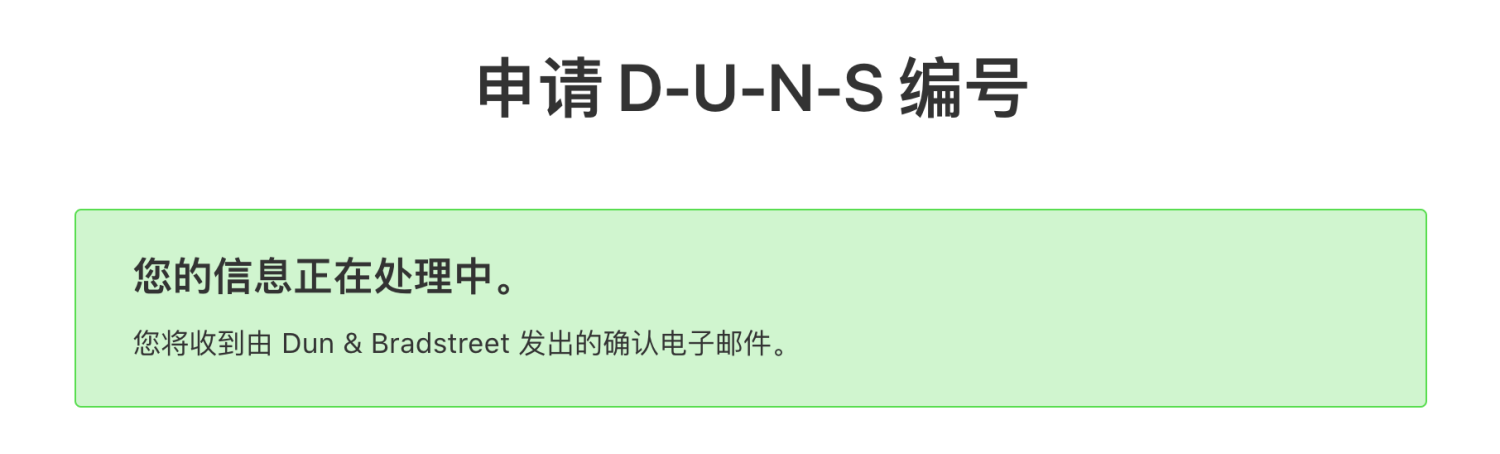 申请 D-U-N-S 编号
您的信息正在处理中。
您将收到由 Dun & Bradstreet 发出的确认电子邮件。